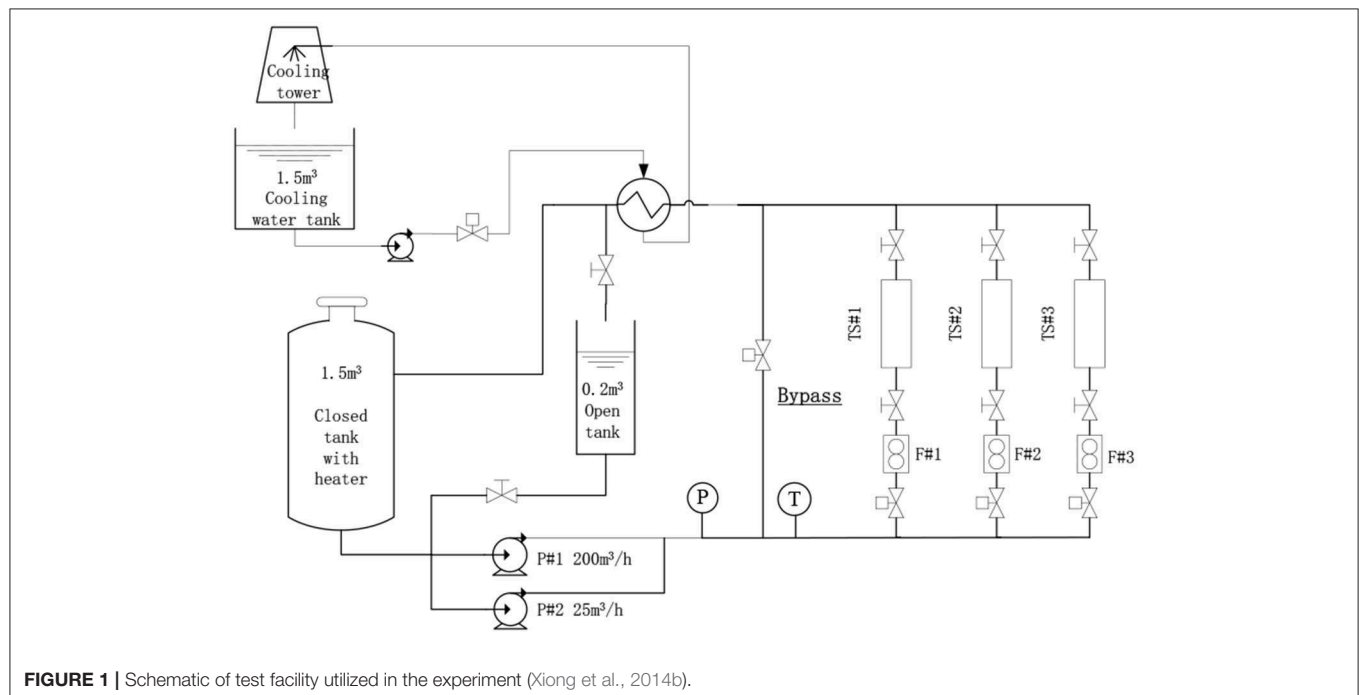 Cooling
tower
1.5m³
Cooling
water tank
1.5m³
Closed
tank
with
heater
0.2m³
Open
tank
Bypass
TS#1
TS#2
TS#3
F#1
F#2
F#3
P
T
P#1 200m³/h
P#2 25m³/h
FIGURE 1 | Schematic of test facility utilized in the experiment (Xiong et al., 2014b).